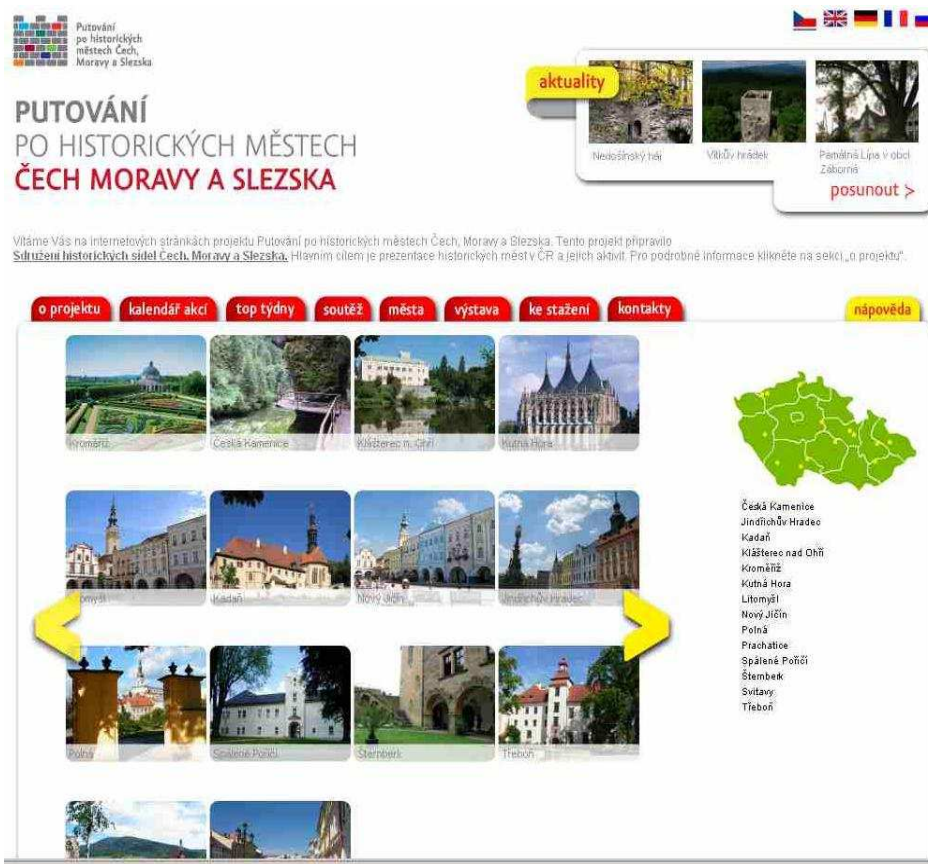 Putování
po historických
městech Čech,
Moravy a Slezska
PUTOVÁNÍ
PO HISTORICKÝCH MĚSTECH
ČECH MORAVY A SLEZSKA
aktuality
Nedošínský háj
Vítkův hrádek
Památná Lípa v obci
Záborná
posunout >
Vítáme Vás na internetových stránkách projektu Putování po historických městech Čech, Moravy a Slezska. Tento projekt připravilo
Sdružení historických sídel Čech, Moravy a Slezska. Hlavním cílem je prezentace historických měst v ČR a jejich aktivit. Pro podrobné informace klikněte na sekci „o projektu".
o projektu
kalendář akcí
top týdny
soutěž
města
výstava
ke stažení
kontakty
nápověda
Kroměříž
Česká Kamenice
Klášterec n. Ohří
Kutná Hora
Kadaň
Nový Jičín
Jindřichův Hradec
Polná
Spálené Poříčí
Šternberk
Třeboň
Česká Kamenice
Jindřichův Hradec
Kadaň
Klášterec nad Ohří
Kroměříž
Kutná Hora
Litomyšl
Nový Jičín
Polná
Prachatice
Spálené Poříčí
Šternberk
Svitavy
Třeboň